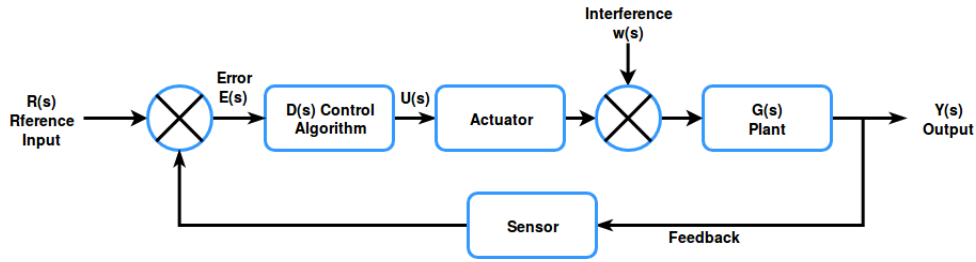 Interference
w(s)
Error
E(s)
R(s)
Rference
Input
D(s) Control
Algorithm
U(s)
Actuator
G(s)
Plant
Y(s)
Output
Sensor
Feedback